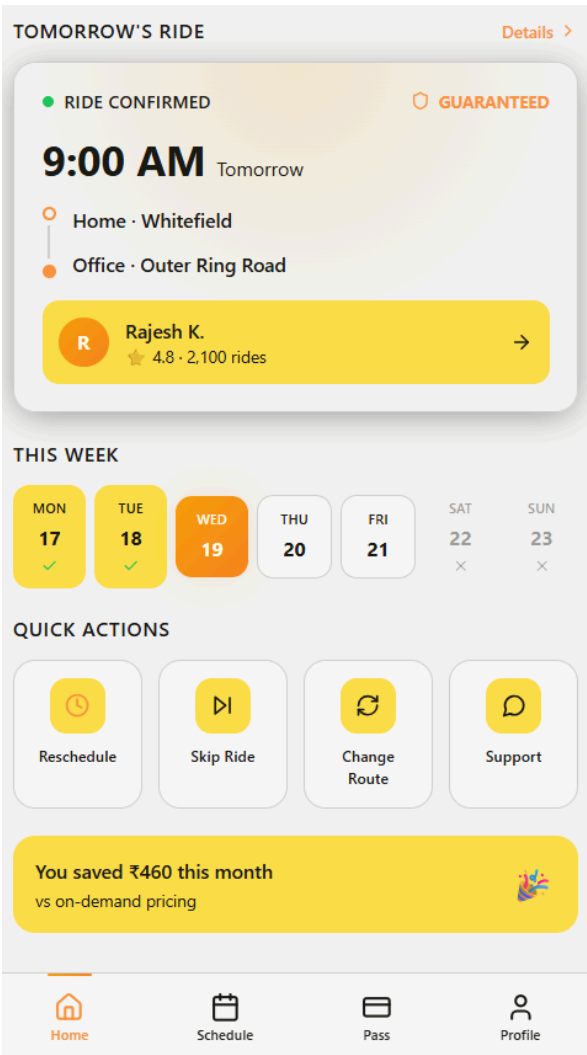 TOMORROW'S RIDE
Details
RIDE CONFIRMED
GUARANTEED
9:00 AM Tomorrow
Home · Whitefield
Office · Outer Ring Road
R
Rajesh K.
4.8 · 2,100 rides
THIS WEEK
MON TUE WED THU FRI SAT SUN
17 18 19 20 21 22 23
QUICK ACTIONS
Reschedule
Skip Ride
Change
Route
Support
You saved ₹460 this month
vs on-demand pricing
Home Schedule Pass Profile